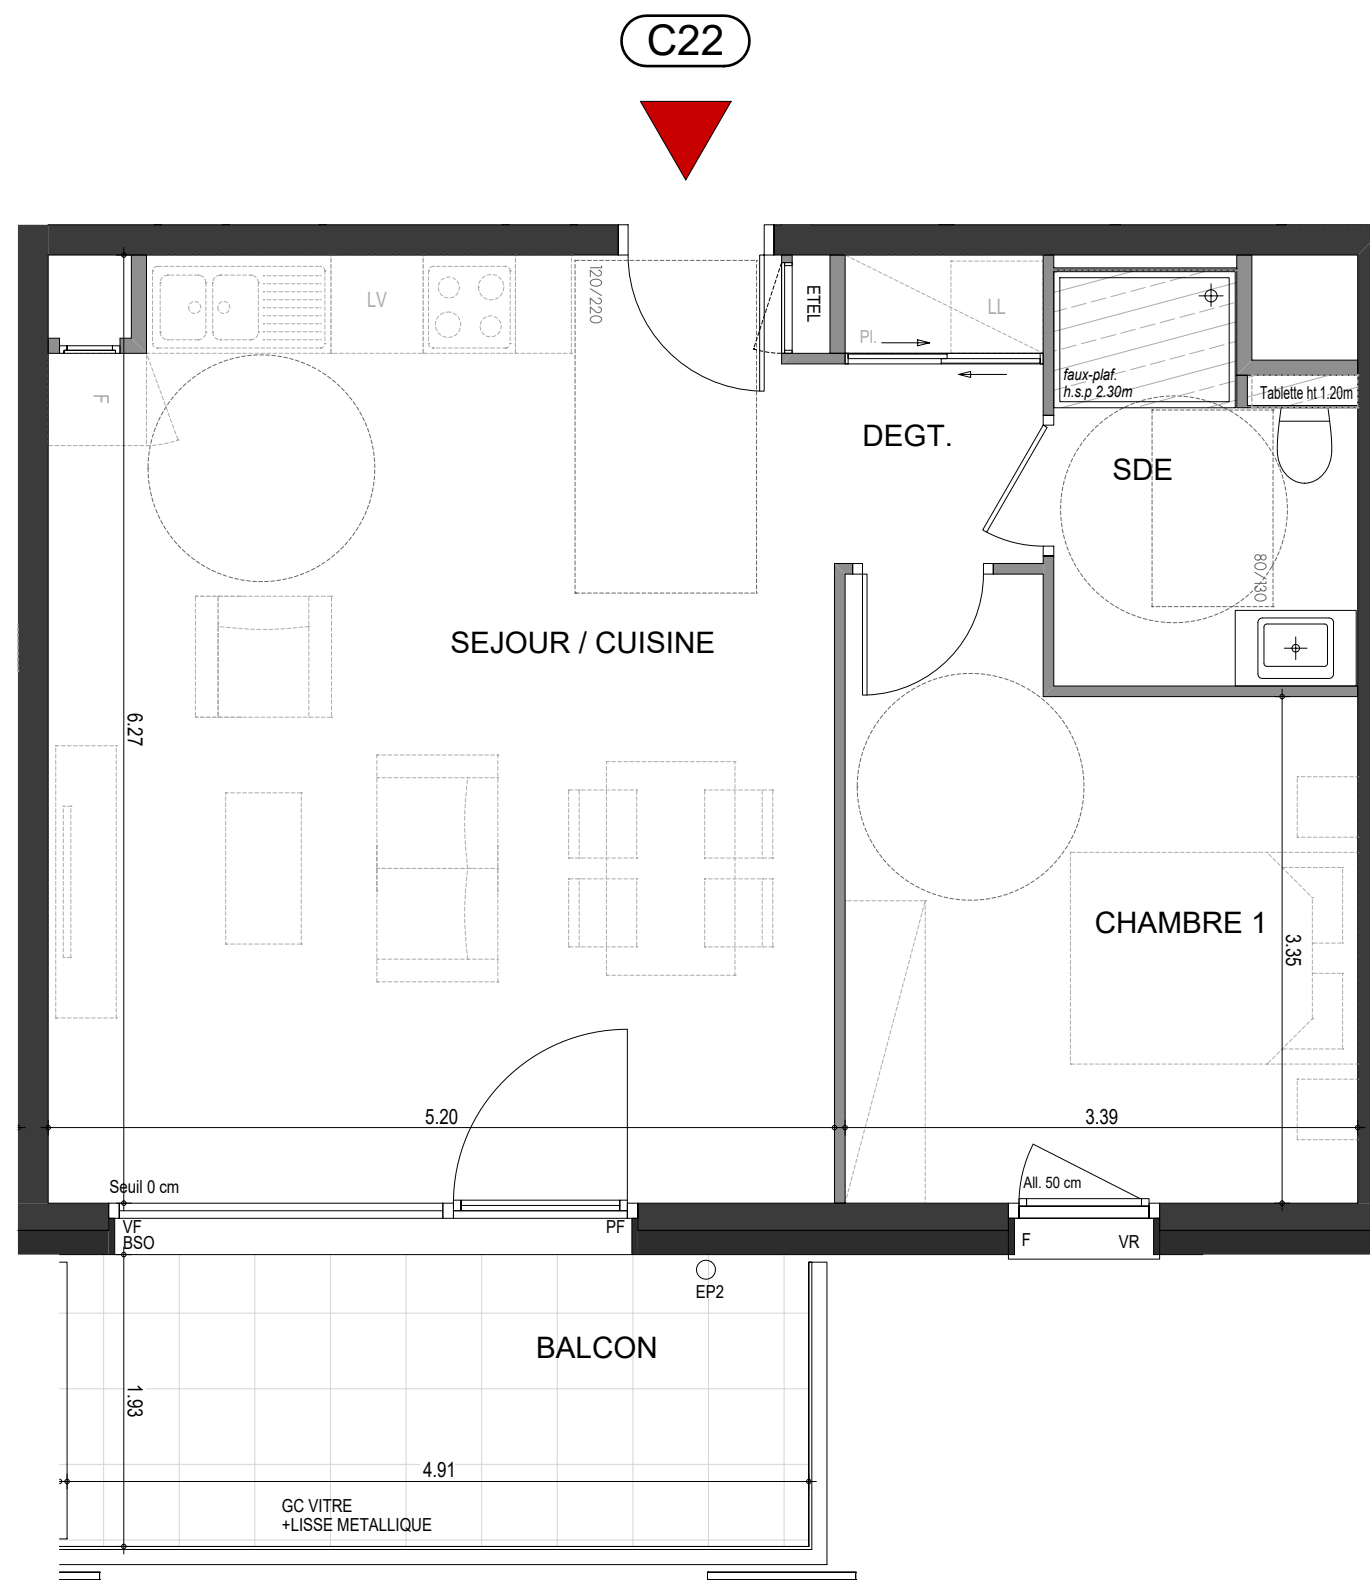 C22
120/220
ETEL
LV
LL
Pl.
F
faux-plaf.
h.s.p 2.30m
Tablette ht 1.20m
DEGT.
SDE
80/130
SEJOUR / CUISINE
6.27
CHAMBRE 1
3.35
5.20
3.39
Seuil 0 cm
All. 50 cm
VF
BSO
PF
F
VR
EP2
BALCON
1.93
4.91
GC VITRE
+LISSE METALLIQUE